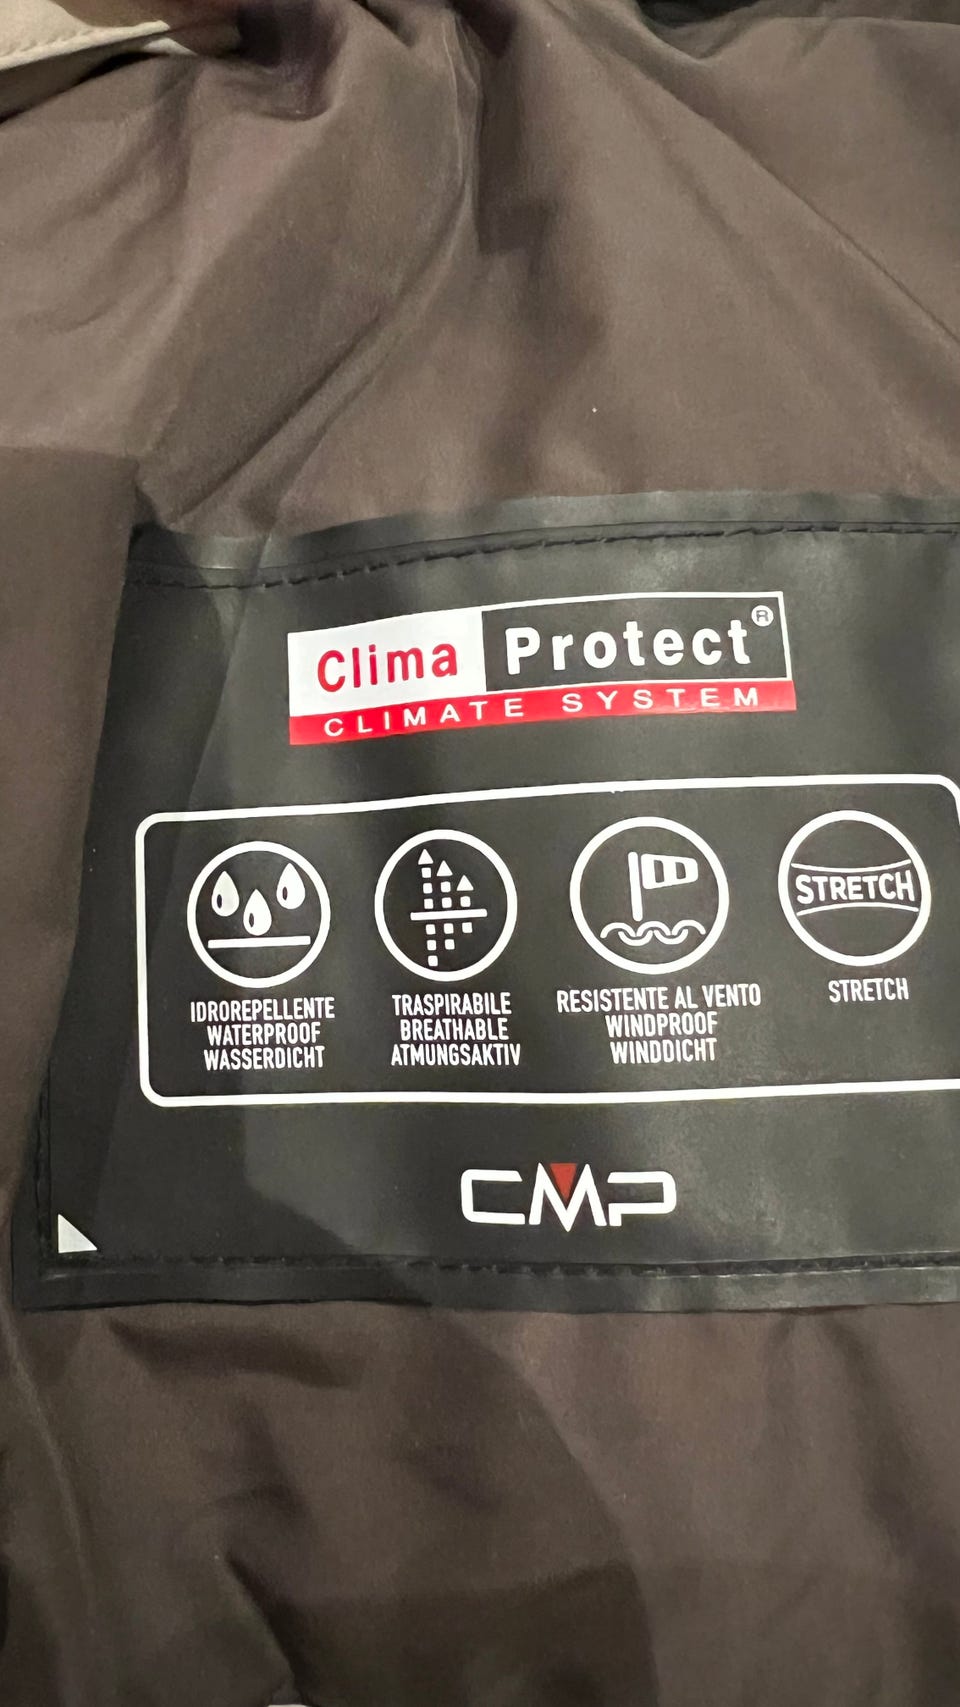 Clima Protect®
CLIMATE SYSTEM
STRETCH
IDROREPELLENTE
WATERPROOF
WASSERDICHT
TRASPIRABILE
BREATHABLE
ATMUNGSAKTIV
RESISTENTE AL VENTO
WINDPROOF
WINDDICHT
STRETCH
CMP